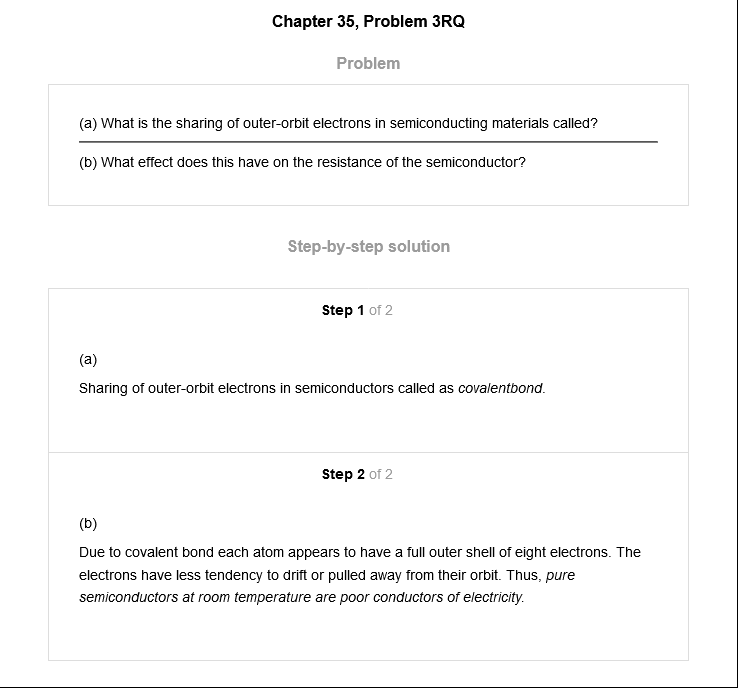 Chapter 35, Problem 3RQ
Problem
(a) What is the sharing of outer-orbit electrons in semiconducting materials called?
(b) What effect does this have on the resistance of the semiconductor?
Step-by-step solution
Step 1 of 2
(a)
Sharing of outer-orbit electrons in semiconductors called as covalentbond.
Step 2 of 2
(b)
Due to covalent bond each atom appears to have a full outer shell of eight electrons. The
electrons have less tendency to drift or pulled away from their orbit. Thus, pure
semiconductors at room temperature are poor conductors of electricity.